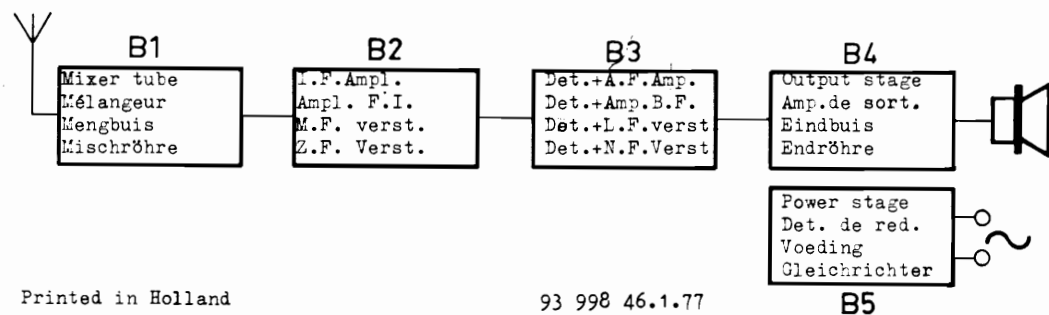 B1
Mixer tube
Mélangeur
Mengbuis
Mischröhre
B2
I.F.Ampl.
Ampl. F.I.
M.F. verst.
Z.F. Verst.
B3
Det.+A.F.Amp.
Det.+Amp.B.F.
Det.+L.F.verst
Det.+N.F.Verst
B4
Output stage
Amp.de sort.
Eindbuis
Endröhre
Power stage
Det. de red.
Voeding
Gleichrichter
B5
Printed in Holland
93 998 46.1.77